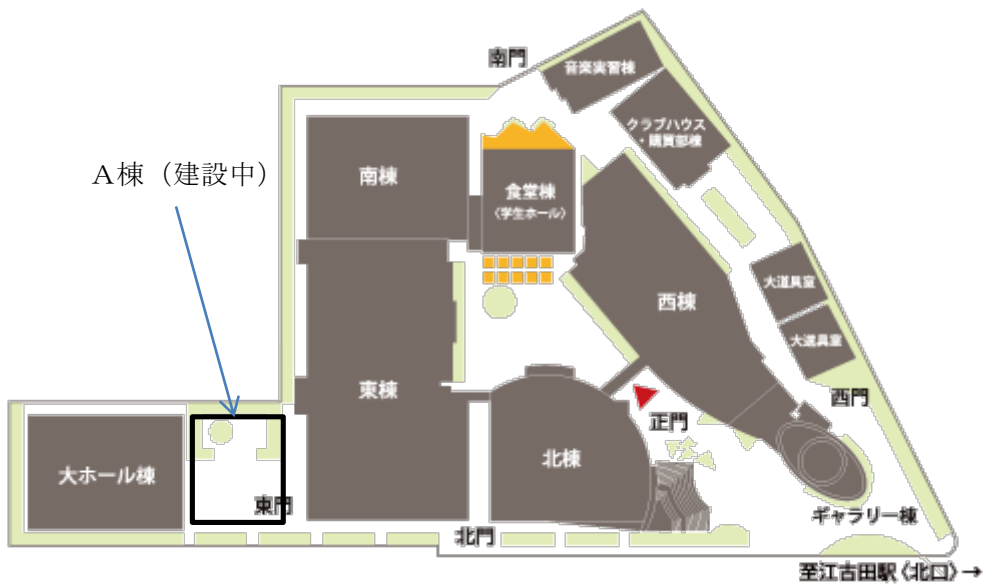 南門
音楽実習棟
クラブハウス
・購買部棟
A棟（建設中）
南棟
食堂棟
〈学生ホール〉
大道具室
西棟
大道具室
東棟
西門
正門
北棟
大ホール棟
東門
ギャラリー棟
北門
至江古田駅〈北口〉→